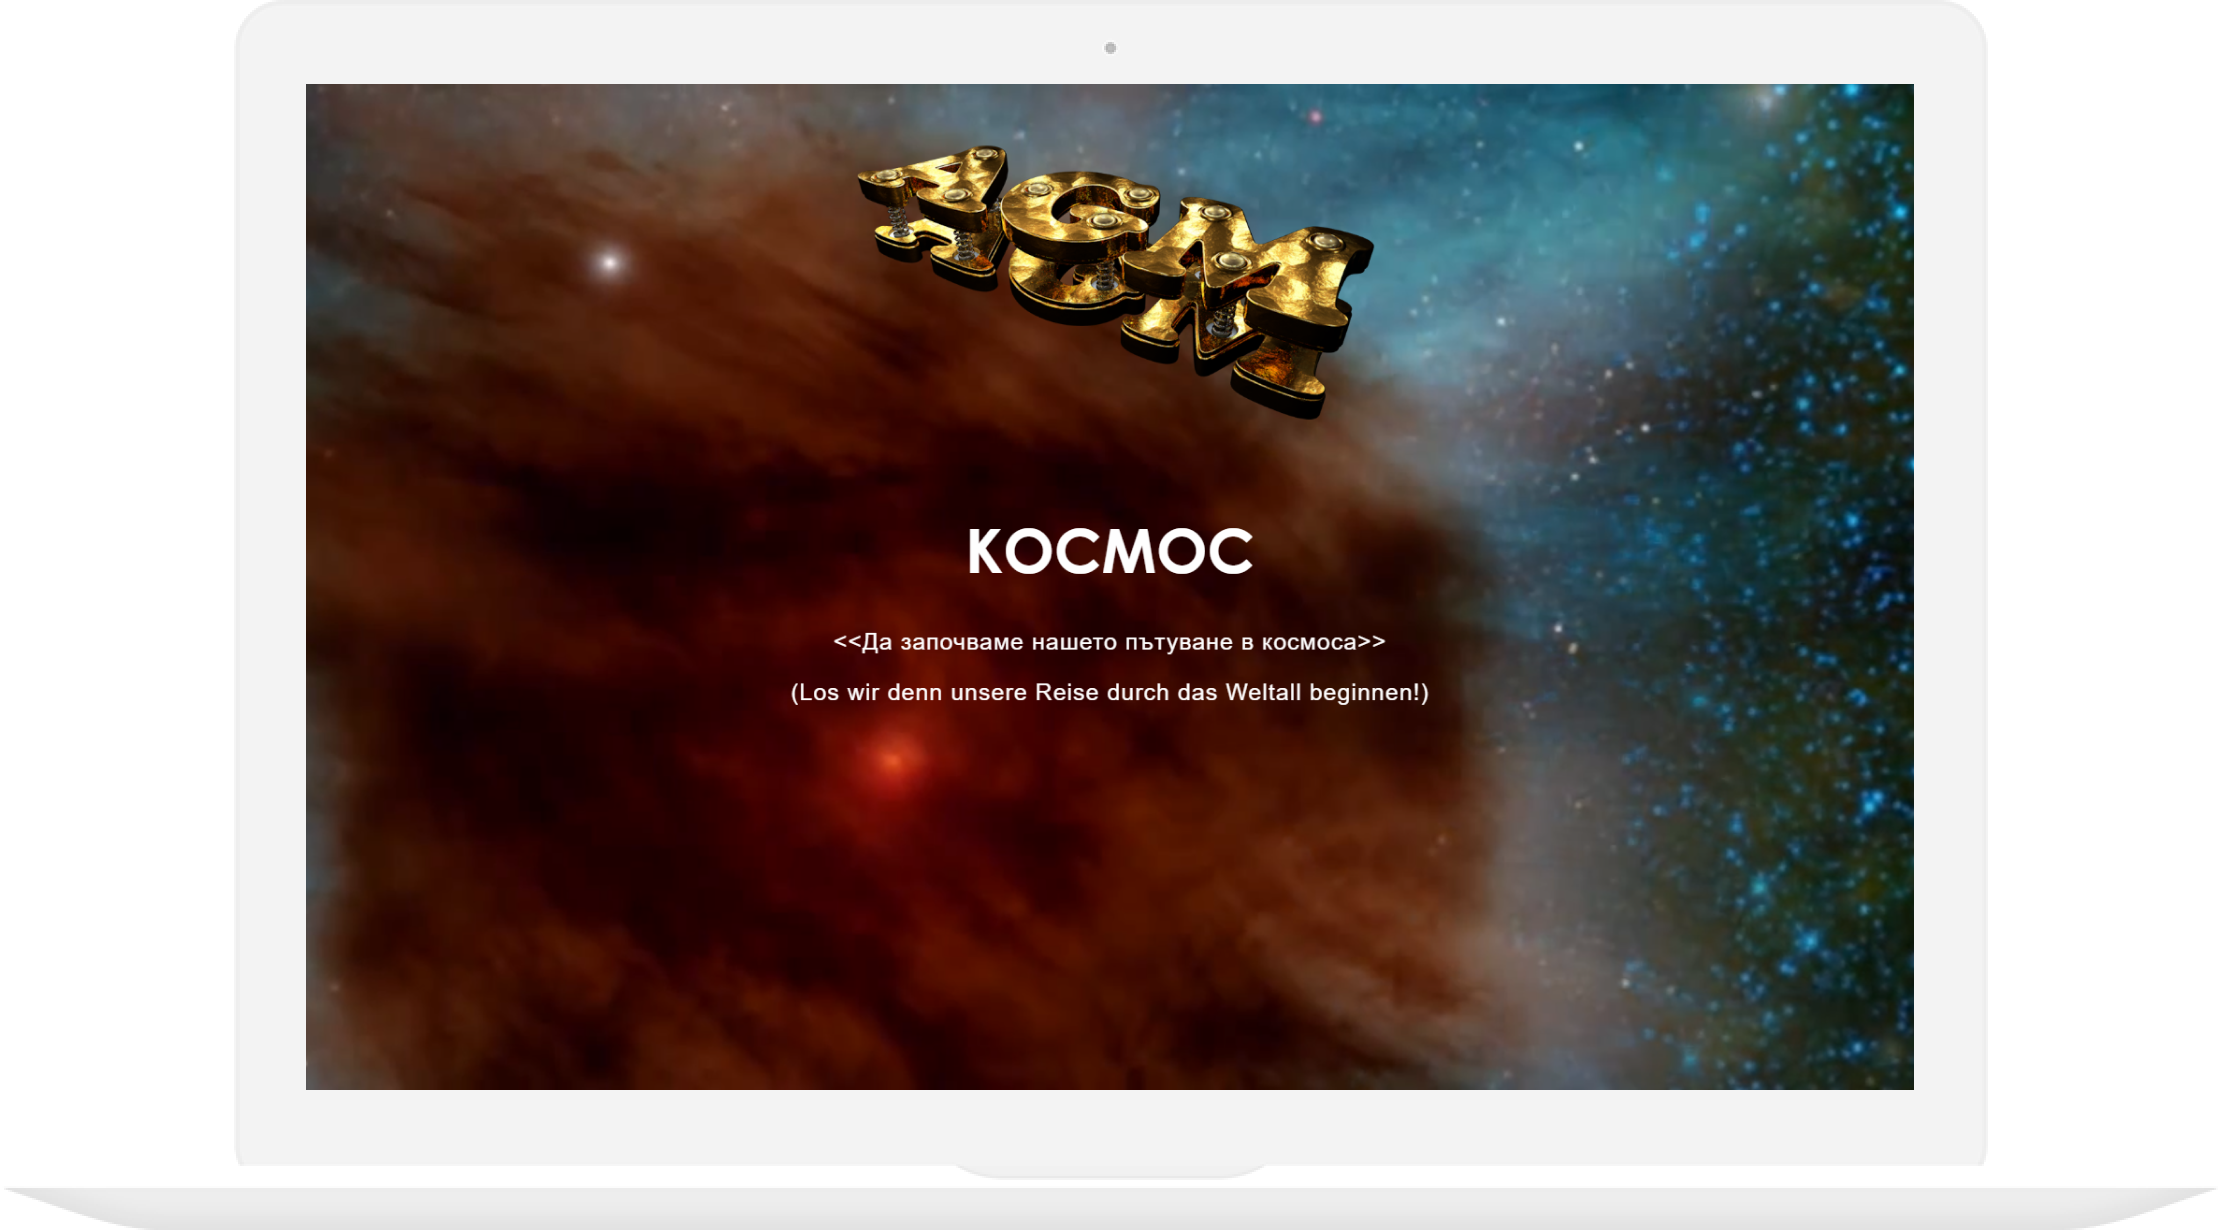 AGM
КОСМОС
<<Да започваме нашето пътуване в космоса>>
(Los wir denn unsere Reise durch das Weltall beginnen!)